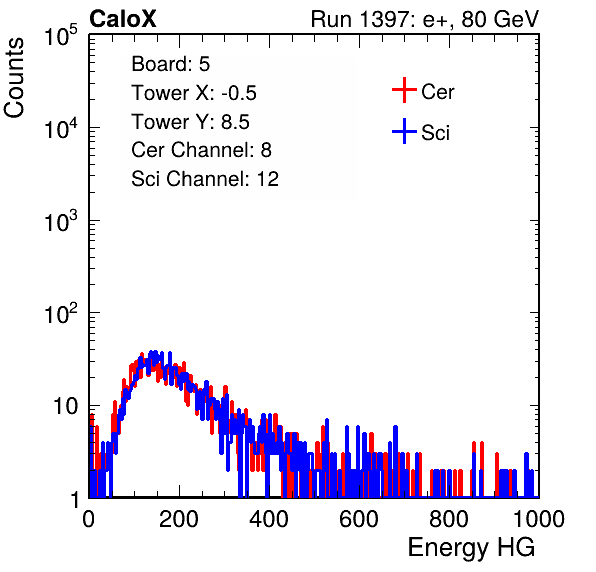 CaloX Run 1397: e+, 80 GeV
Board: 5
Tower X: -0.5
Tower Y: 8.5
Cer Channel: 8
Sci Channel: 12
Cer
Sci
Counts
10^5
10^4
10^3
10^2
10
1
0 200 400 600 800 1000
Energy HG